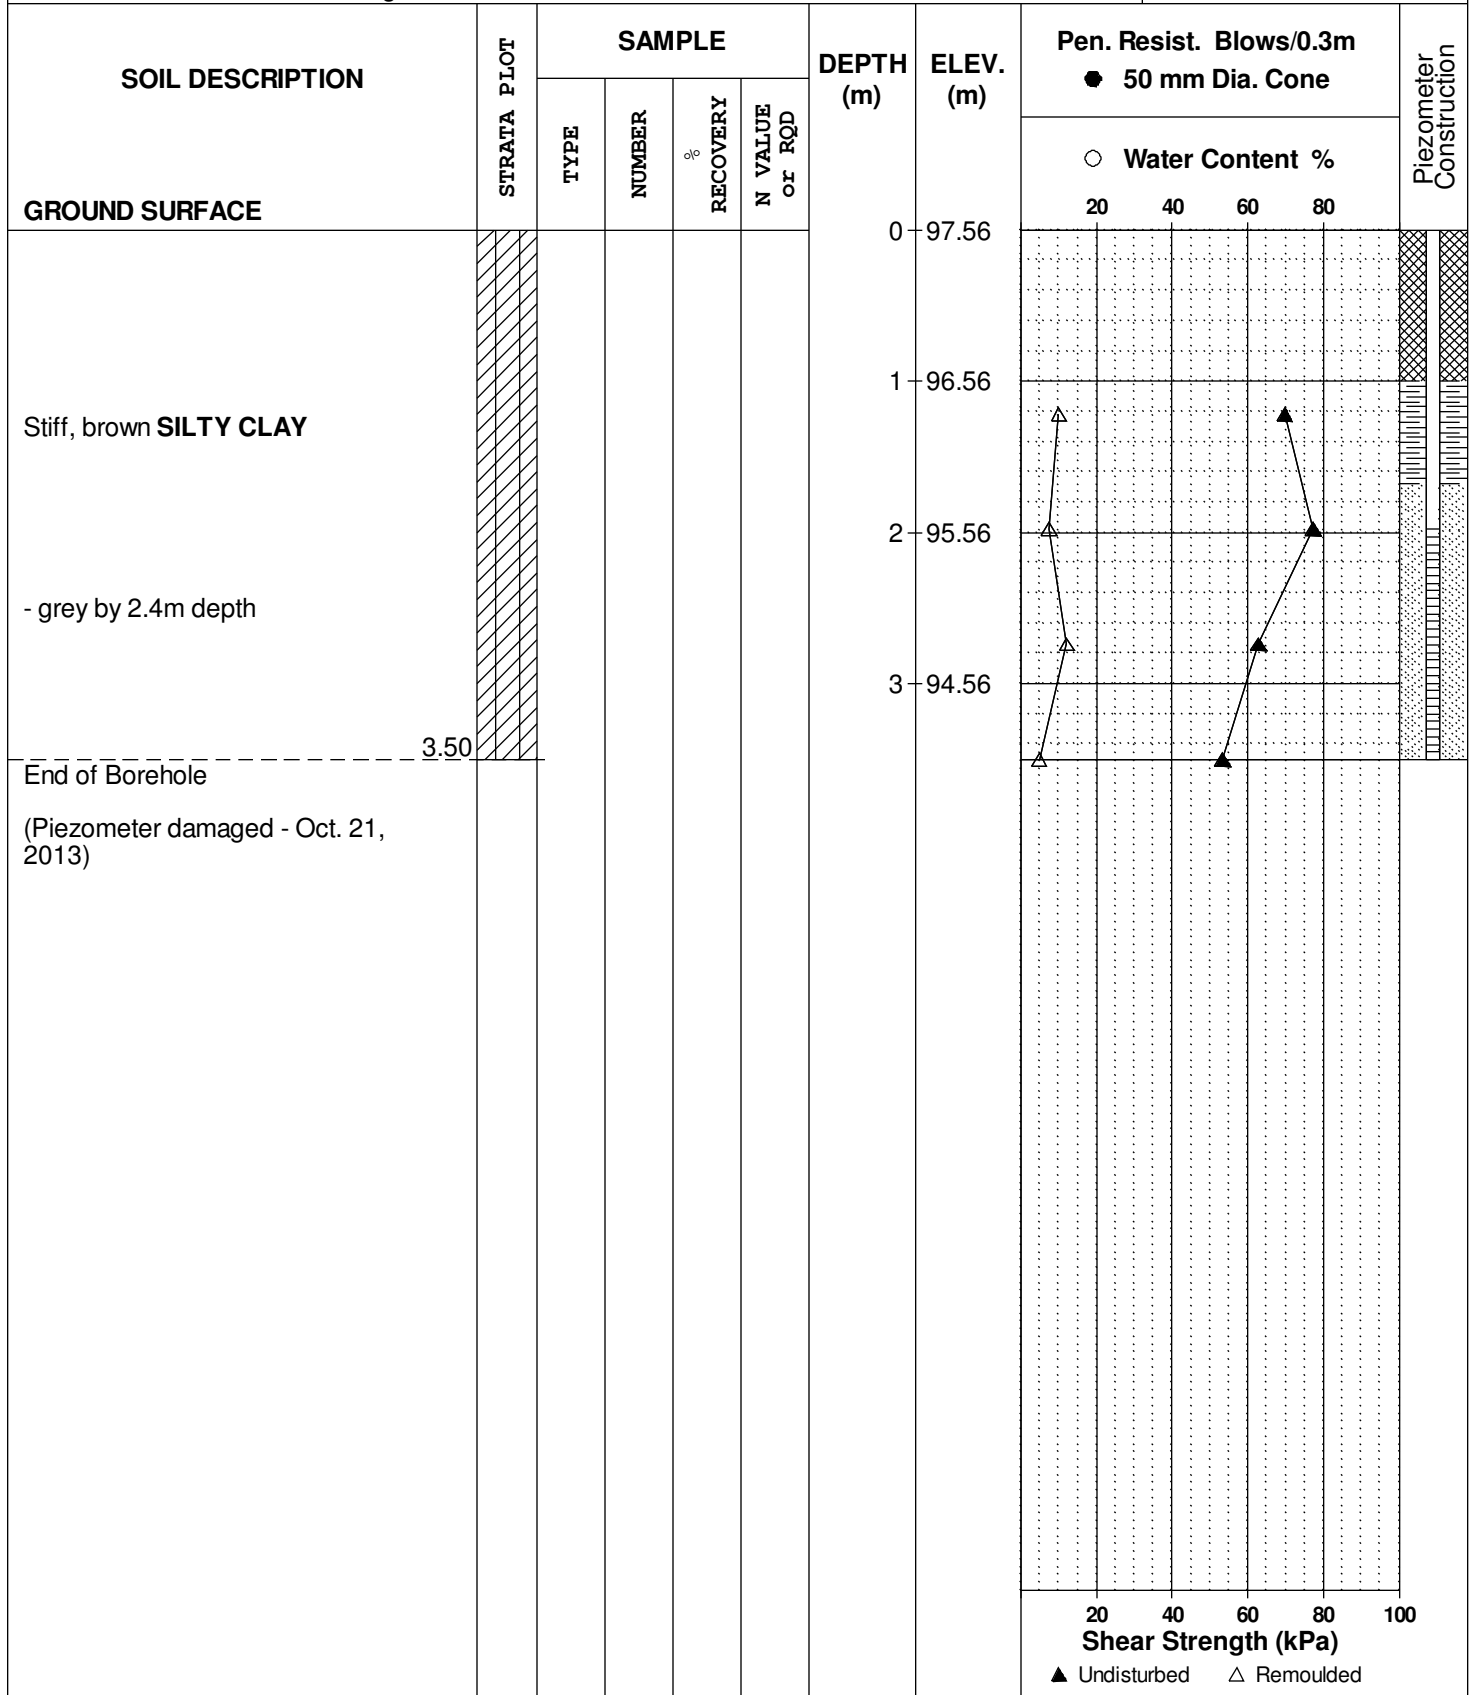 SOIL DESCRIPTION
GROUND SURFACE
STRATA PLOT
SAMPLE
TYPE
NUMBER
%
RECOVERY
N VALUE
or RQD
DEPTH
(m)
ELEV.
(m)
Pen. Resist. Blows/0.3m
● 50 mm Dia. Cone
○ Water Content %
20 40 60 80
Piezometer
Construction
0 97.56
1 96.56
Stiff, brown SILTY CLAY
2 95.56
- grey by 2.4m depth
3 94.56
3.50
End of Borehole
(Piezometer damaged - Oct. 21,
2013)
20 40 60 80 100
Shear Strength (kPa)
▲ Undisturbed △ Remoulded